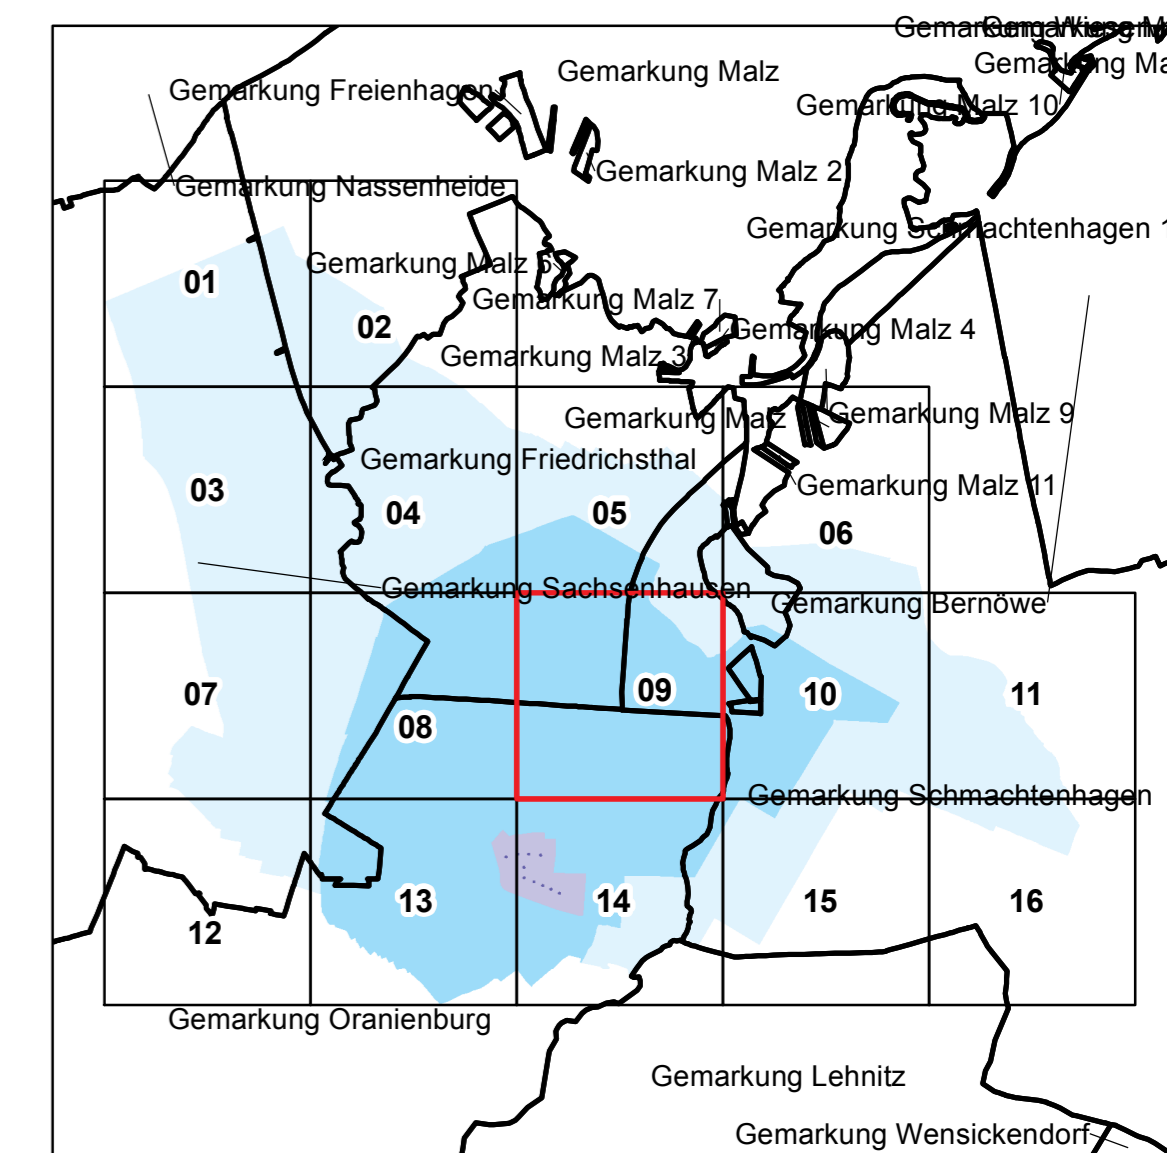 Gemarkung Malz
Gemarkung Freienhagen
Gemarkung Malz 10
Gemarkung Malz 2
Gemarkung Nassenheide
Gemarkung Schmachtenhagen 1
01
Gemarkung Malz 6
Gemarkung Malz 7
02
Gemarkung Malz 4
Gemarkung Malz 3
Gemarkung Malz
Gemarkung Malz 9
Gemarkung Friedrichsthal
Gemarkung Malz 11
03
04
05
06
Gemarkung Sachsenhausen
Gemarkung Bernöwe
07
08
09
10
11
Gemarkung Schmachtenhagen
12
13
14
15
16
Gemarkung Oranienburg
Gemarkung Lehnitz
Gemarkung Wensickendorf